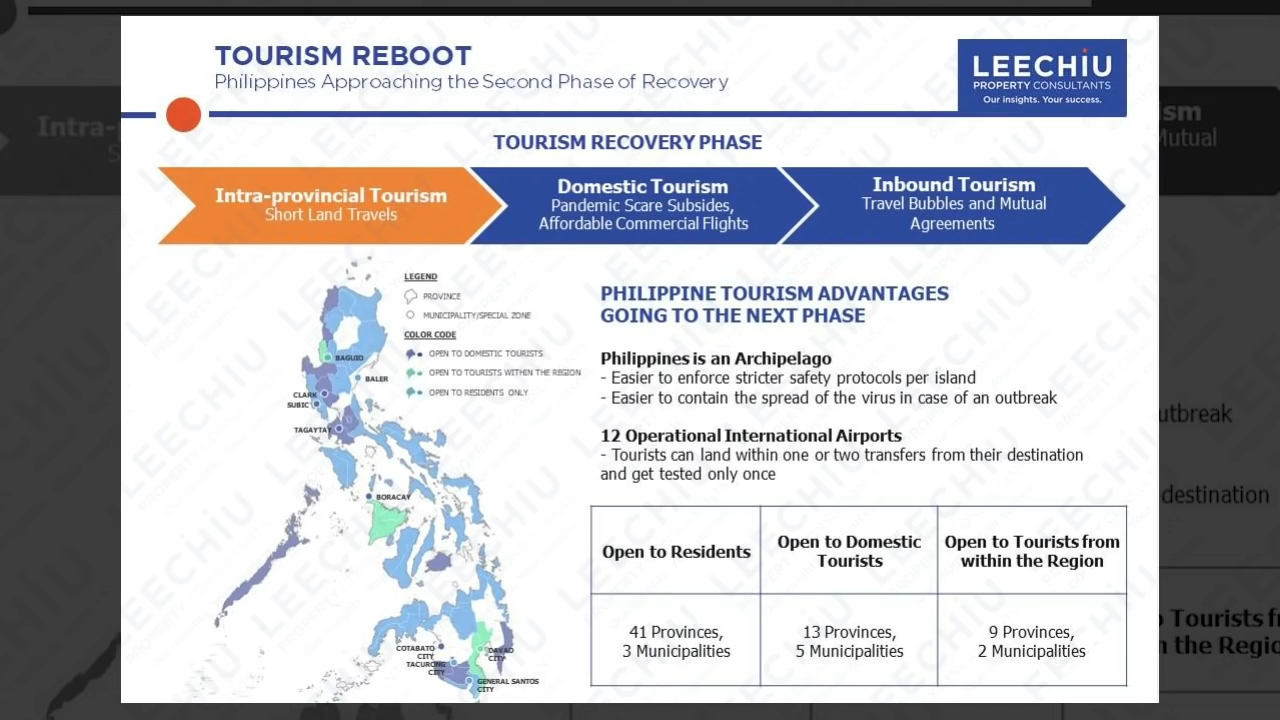 TOURISM REBOOT
Philippines Approaching the Second Phase of Recovery
LEECHIU
PROPERTY CONSULTANTS
Our insights. Your success.
TOURISM RECOVERY PHASE
Intra-provincial Tourism
Short Land Travels
Domestic Tourism
Pandemic Scare Subsides,
Affordable Commercial Flights
Inbound Tourism
Travel Bubbles and Mutual
Agreements
LEGEND
PROVINCE
MUNICIPALITY/SPECIAL ZONE
COLOR CODE
OPEN TO DOMESTIC TOURISTS
OPEN TO TOURISTS WITHIN THE REGION
OPEN TO RESIDENTS ONLY
BAGUIO
BALER
CLARK
SUBIC
TAGAYTAY
BORACAY
COTABATO
CITY
TACURONG
CITY
DAVAO
CITY
GENERAL SANTOS
CITY
PHILIPPINE TOURISM ADVANTAGES
GOING TO THE NEXT PHASE
Philippines is an Archipelago
- Easier to enforce stricter safety protocols per island
- Easier to contain the spread of the virus in case of an outbreak
12 Operational International Airports
- Tourists can land within one or two transfers from their destination
and get tested only once
Open to Residents
Open to Domestic
Tourists
Open to Tourists from
within the Region
41 Provinces,
3 Municipalities
13 Provinces,
5 Municipalities
9 Provinces,
2 Municipalities